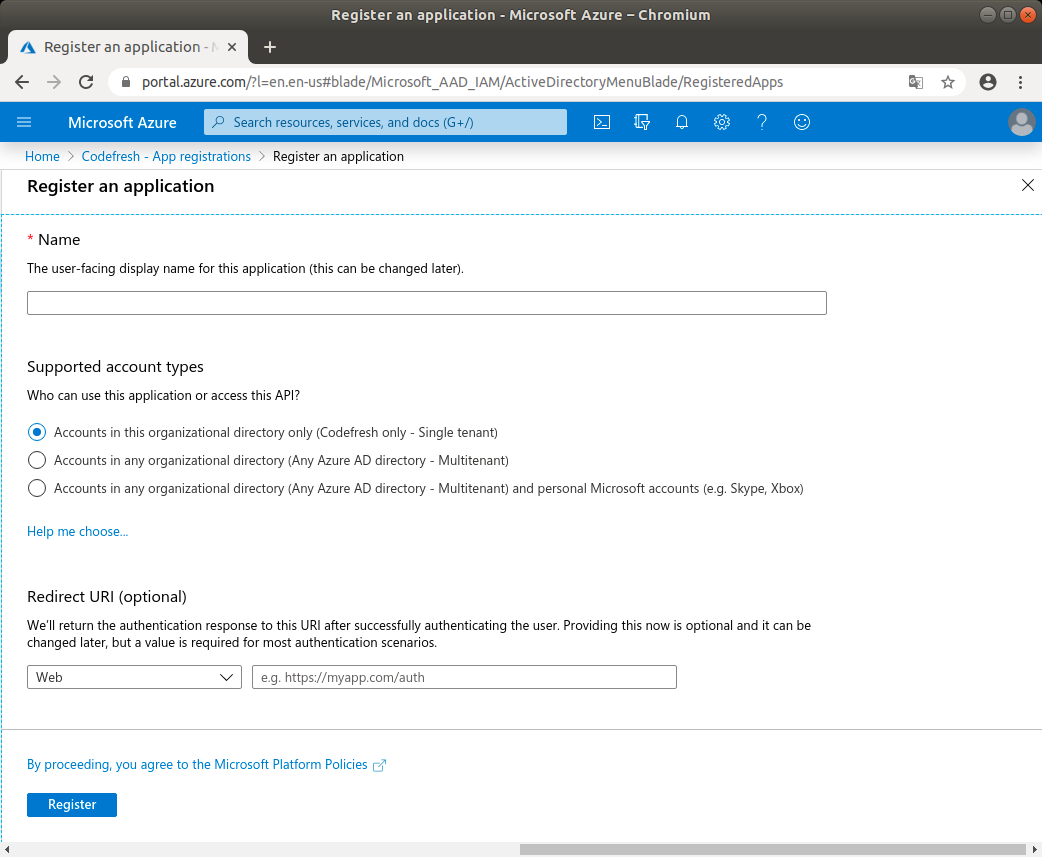 Register an application - Microsoft Azure – Chromium
Register an application -
portal.azure.com/?l=en.en-us#blade/Microsoft_AAD_IAM/ActiveDirectoryMenuBlade/RegisteredApps
Microsoft Azure
Search resources, services, and docs (G+/)
Home > Codefresh - App registrations > Register an application
Register an application
* Name
The user-facing display name for this application (this can be changed later).
Supported account types
Who can use this application or access this API?
Accounts in this organizational directory only (Codefresh only - Single tenant)
Accounts in any organizational directory (Any Azure AD directory - Multitenant)
Accounts in any organizational directory (Any Azure AD directory - Multitenant) and personal Microsoft accounts (e.g. Skype, Xbox)
Help me choose...
Redirect URI (optional)
We'll return the authentication response to this URI after successfully authenticating the user. Providing this now is optional and it can be
changed later, but a value is required for most authentication scenarios.
Web
e.g. https://myapp.com/auth
By proceeding, you agree to the Microsoft Platform Policies
Register